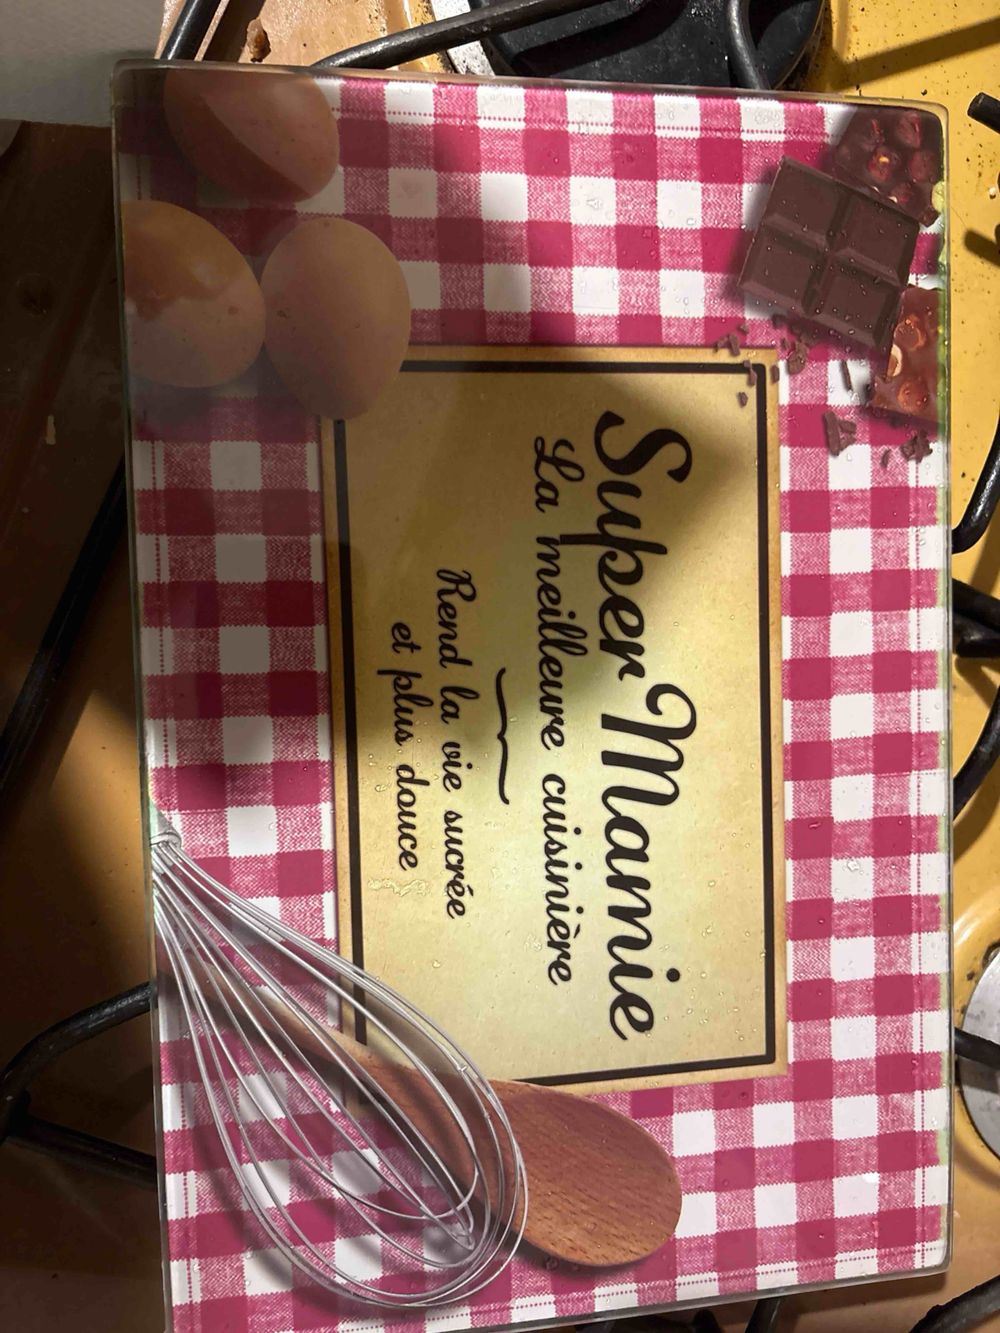 Super Mamie
La meilleure cuisinière
Rend la vie sucrée
et plus douce